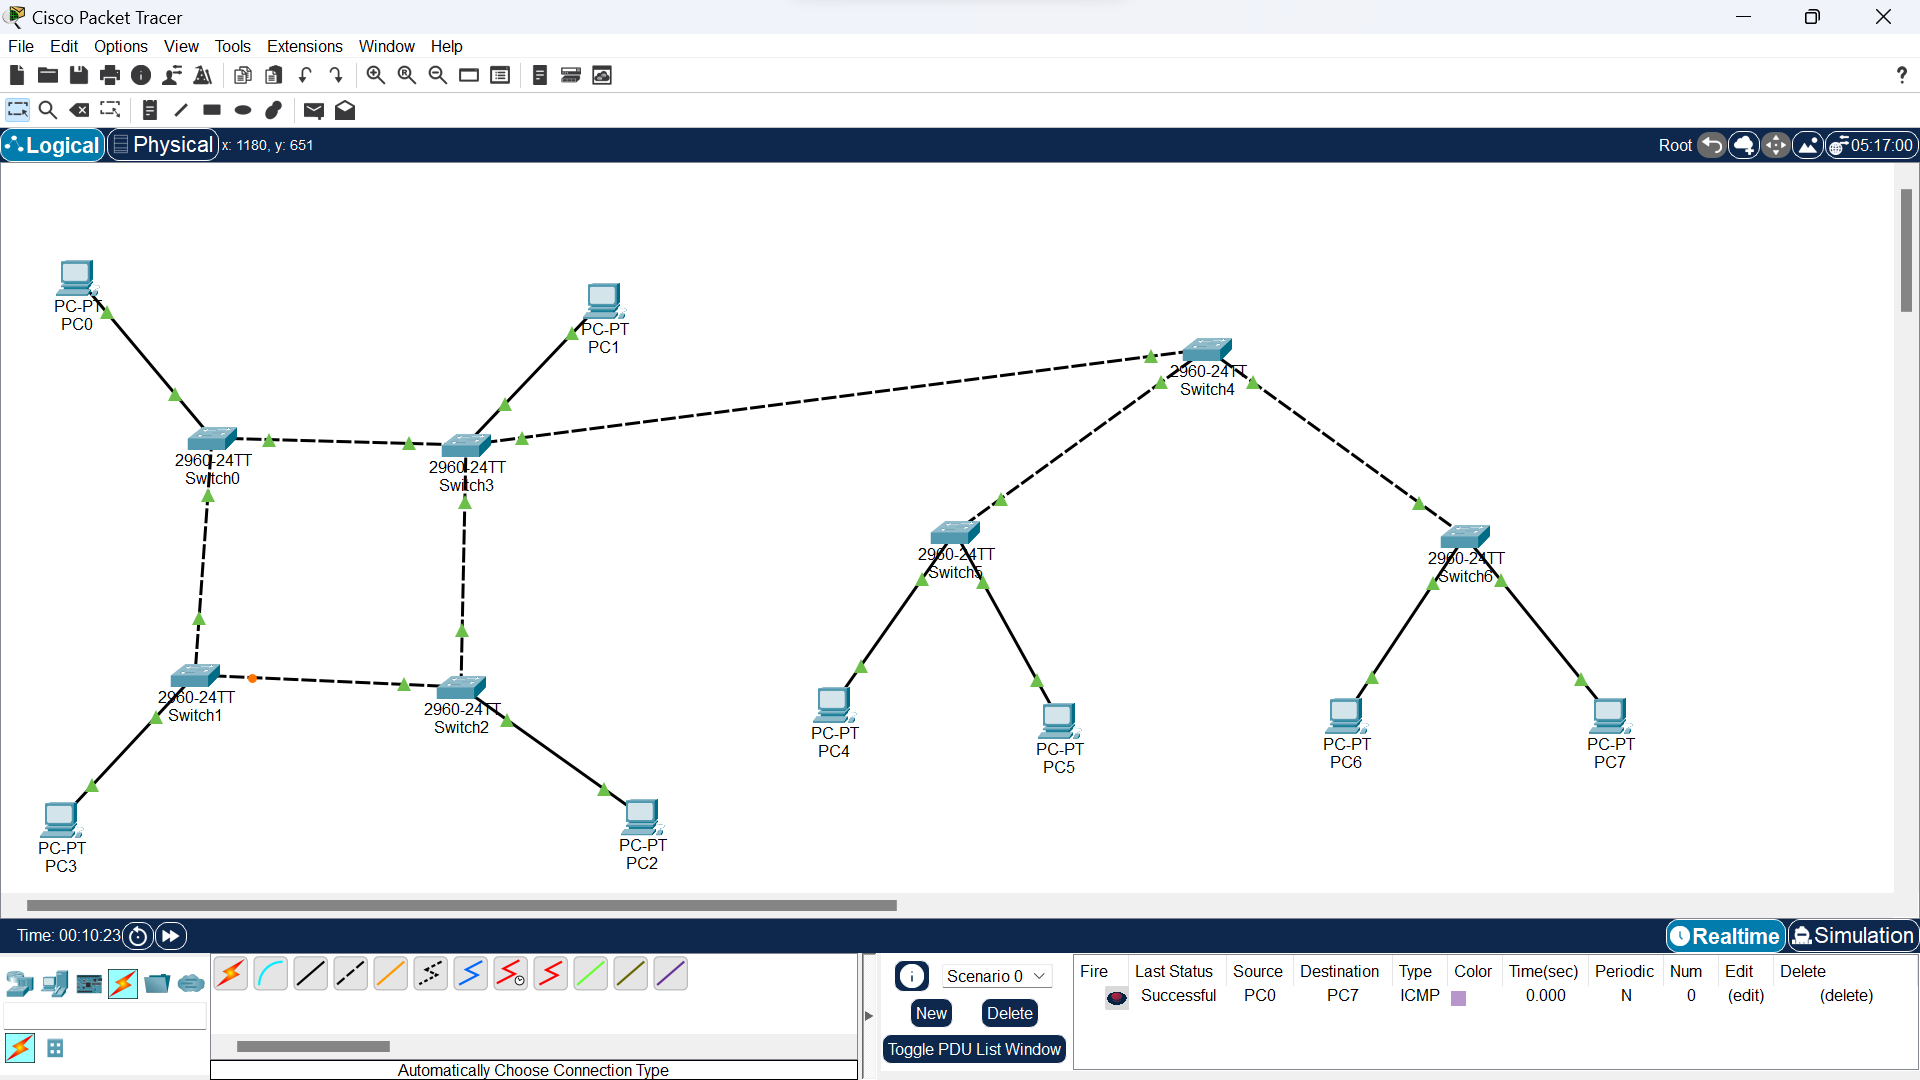 Cisco Packet Tracer
File Edit Options View Tools Extensions Window Help
?
Logical Physical x: 1180, y: 651 Root 05:17:00
PC-PT
PC0
PC-PT
PC1
2960-24TT
Switch4
2960-24TT
Switch0
2960-24TT
Switch3
2960-24TT
Switch5
2960-24TT
Switch6
2960-24TT
Switch1
2960-24TT
Switch2
PC-PT
PC4
PC-PT
PC5
PC-PT
PC6
PC-PT
PC7
PC-PT
PC3
PC-PT
PC2
Time: 00:10:23 Realtime Simulation
Scenario 0
New Delete
Toggle PDU List Window
Fire Last Status Source Destination Type Color Time(sec) Periodic Num Edit Delete
Successful PC0 PC7 ICMP 0.000 N 0 (edit) (delete)
Automatically Choose Connection Type